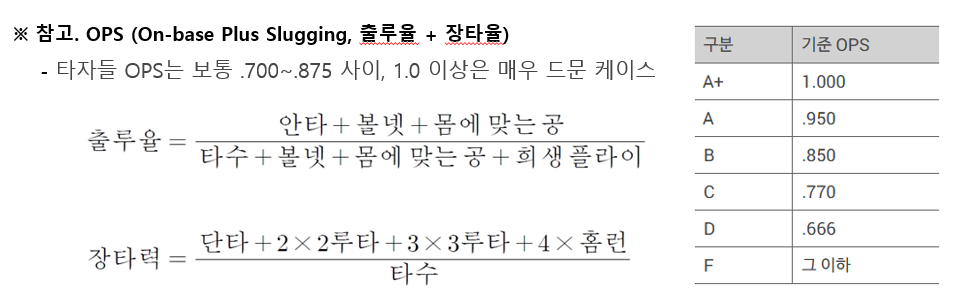 ※ 참고. OPS (On-base Plus Slugging, 출루율 + 장타율)
- 타자들 OPS는 보통 .700~.875 사이, 1.0 이상은 매우 드문 케이스
출루율 = 안타 + 볼넷 + 몸에 맞는 공
타수 + 볼넷 + 몸에 맞는 공 + 희생 플라이
장타력 = 단타 + 2 × 2루타 + 3 × 3루타 + 4 × 홈런
타수
구분 기준 OPS
A+ 1.000
A .950
B .850
C .770
D .666
F 그 이하